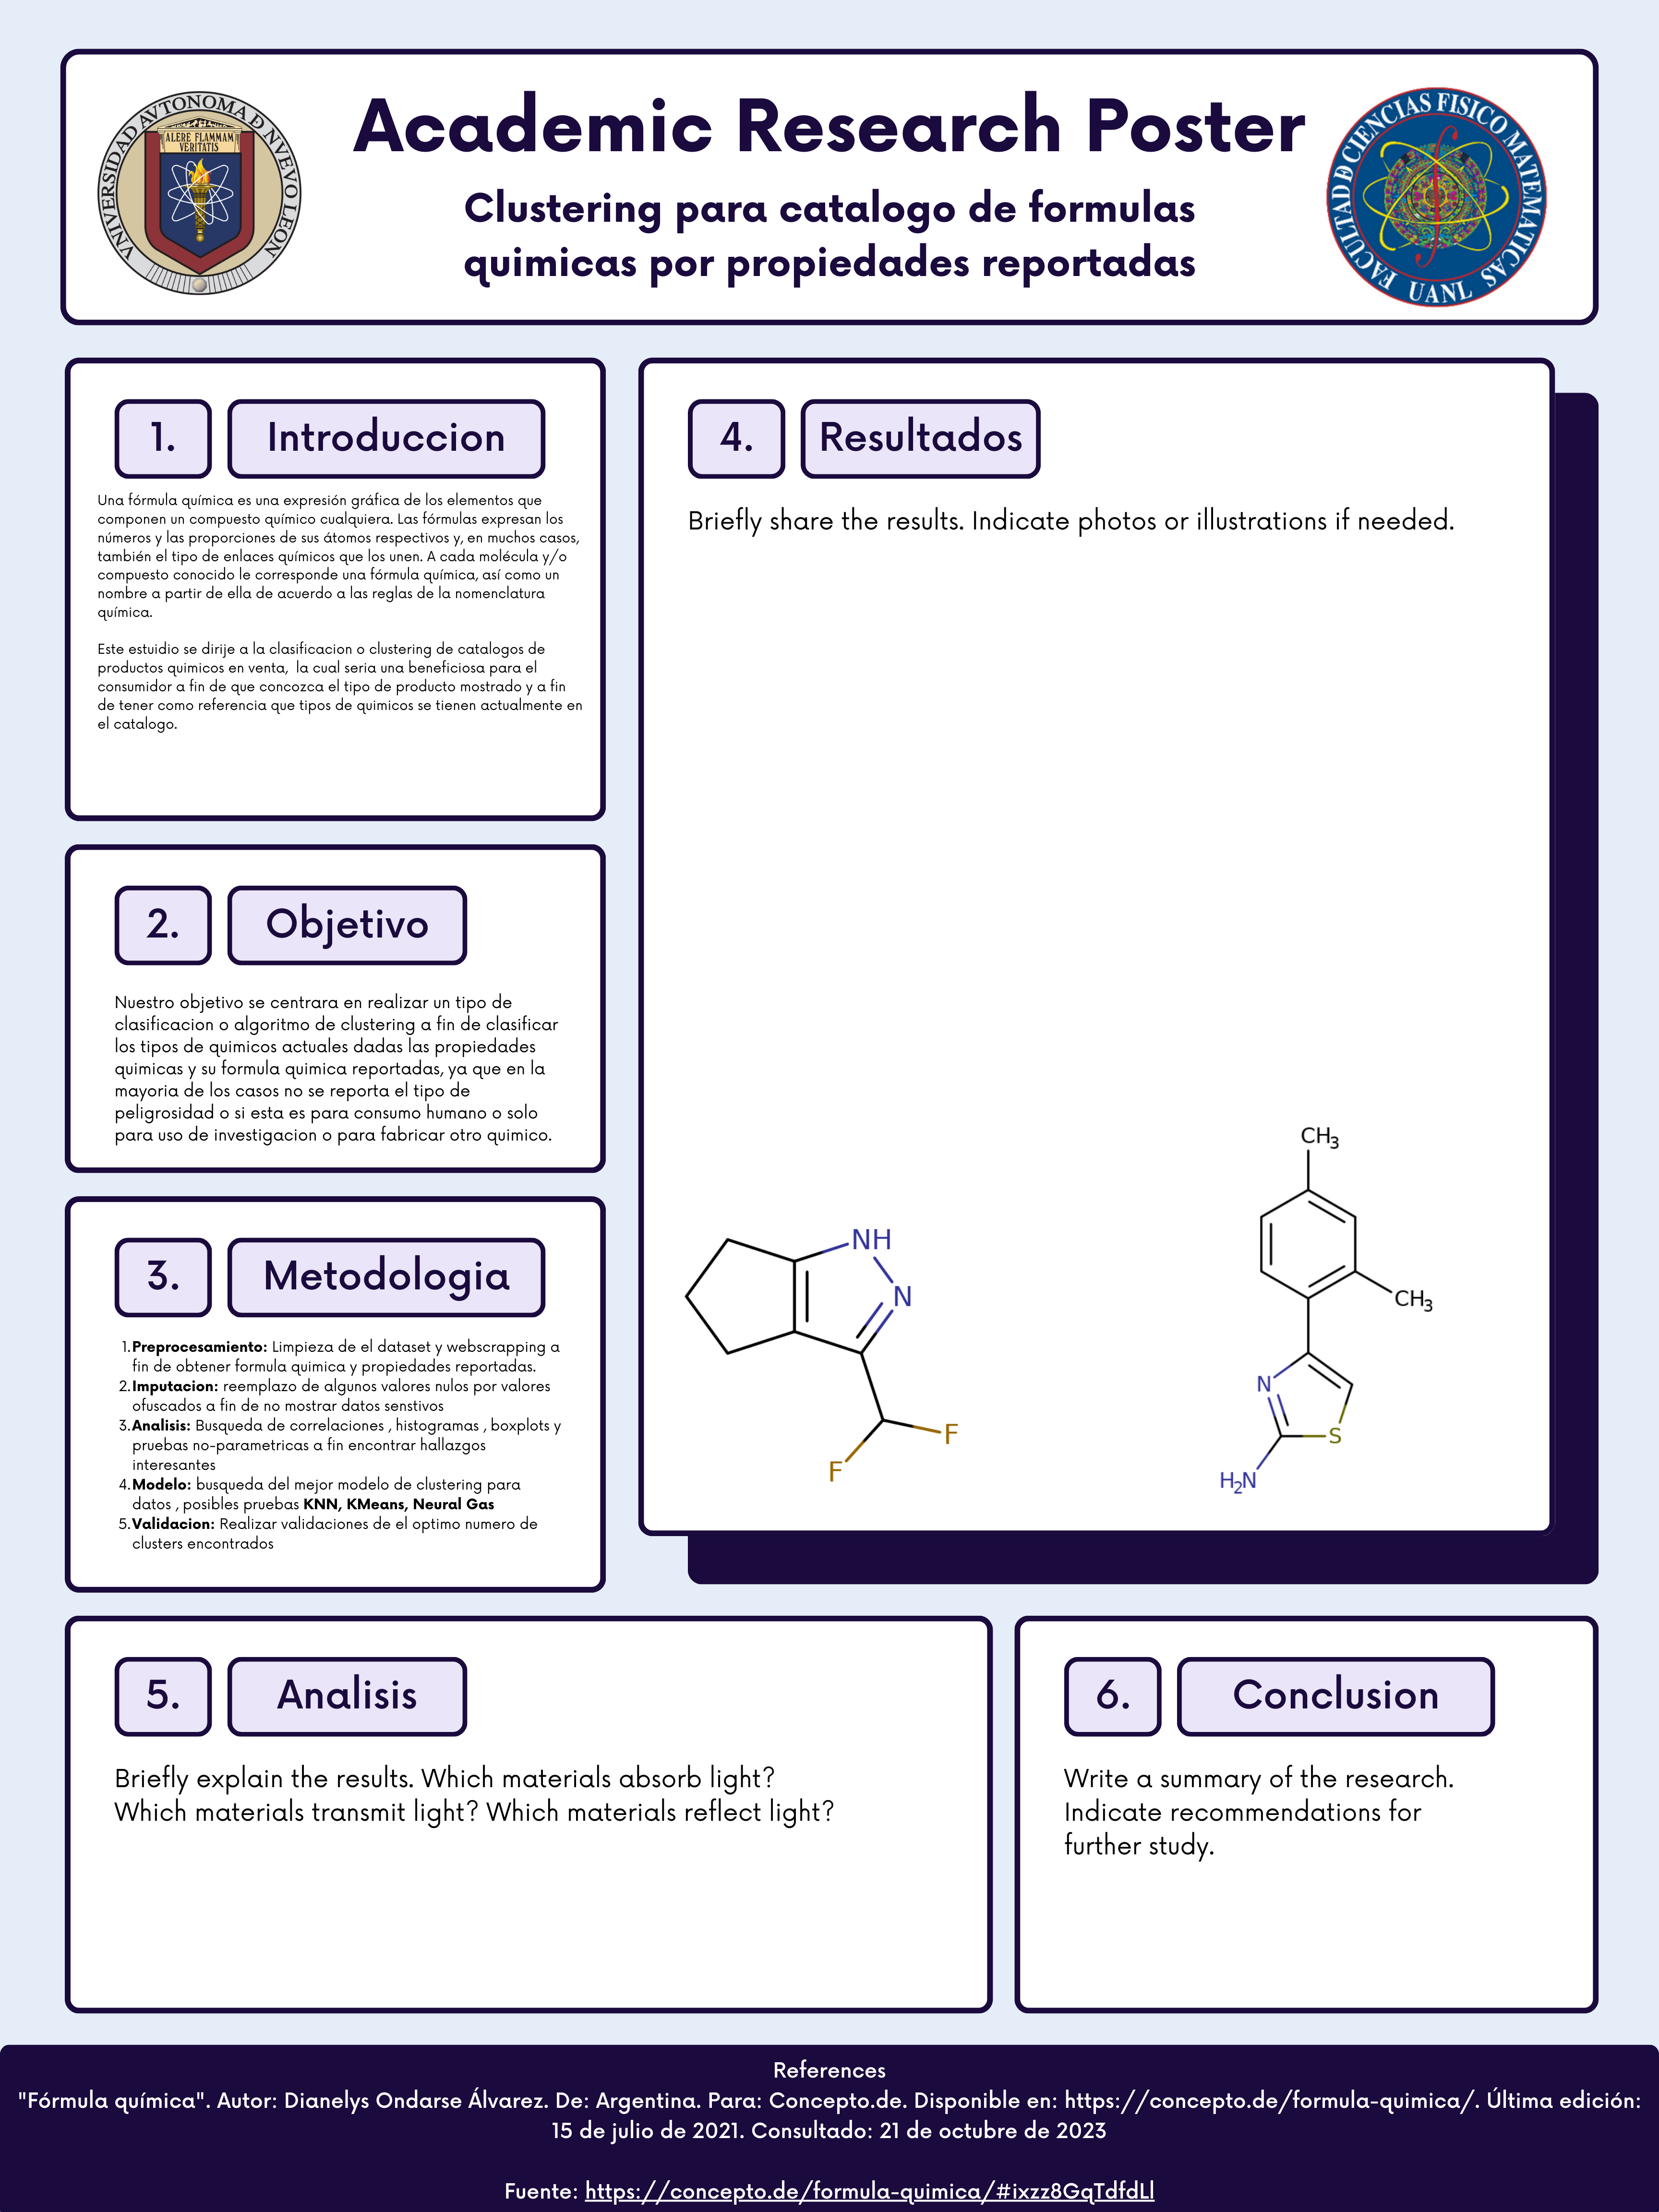 VNIVERSIDAD AVTONOMA D NVEVO LEON
ALERE FLAMMAM
VERITATIS
Academic Research Poster
Clustering para catalogo de formulas
quimicas por propiedades reportadas
FACULTAD D CIENCIAS FISICO MATEMATICAS
UANL
1.
Introduccion
Una fórmula química es una expresión gráfica de los elementos que
componen un compuesto químico cualquiera. Las fórmulas expresan los
números y las proporciones de sus átomos respectivos y, en muchos casos,
también el tipo de enlaces químicos que los unen. A cada molécula y/o
compuesto conocido le corresponde una fórmula química, así como un
nombre a partir de ella de acuerdo a las reglas de la nomenclatura
química.
Este estuidio se dirije a la clasificacion o clustering de catalogos de
productos quimicos en venta,  la cual seria una beneficiosa para el
consumidor a fin de que concozca el tipo de producto mostrado y a fin
de tener como referencia que tipos de quimicos se tienen actualmente en
el catalogo.
2.
Objetivo
Nuestro objetivo se centrara en realizar un tipo de
clasificacion o algoritmo de clustering a fin de clasificar
los tipos de quimicos actuales dadas las propiedades
quimicas y su formula quimica reportadas, ya que en la
mayoria de los casos no se reporta el tipo de
peligrosidad o si esta es para consumo humano o solo
para uso de investigacion o para fabricar otro quimico.
3.
Metodologia
1. Preprocesamiento: Limpieza de el dataset y webscrapping a
fin de obtener formula quimica y propiedades reportadas.
2. Imputacion: reemplazo de algunos valores nulos por valores
ofuscados a fin de no mostrar datos senstivos
3. Analisis: Busqueda de correlaciones , histogramas , boxplots y
pruebas no-parametricas a fin encontrar hallazgos
interesantes
4. Modelo: busqueda del mejor modelo de clustering para
datos , posibles pruebas KNN, KMeans, Neural Gas
5. Validacion: Realizar validaciones de el optimo numero de
clusters encontrados
4.
Resultados
Briefly share the results. Indicate photos or illustrations if needed.
NH
N
F
F
CH3
CH3
N
S
H2N
5.
Analisis
Briefly explain the results. Which materials absorb light?
Which materials transmit light? Which materials reflect light?
6.
Conclusion
Write a summary of the research.
Indicate recommendations for
further study.
References
"Fórmula química". Autor: Dianelys Ondarse Álvarez. De: Argentina. Para: Concepto.de. Disponible en: https://concepto.de/formula-quimica/. Última edición:
15 de julio de 2021. Consultado: 21 de octubre de 2023
Fuente: https://concepto.de/formula-quimica/#ixzz8GqTdfdLl